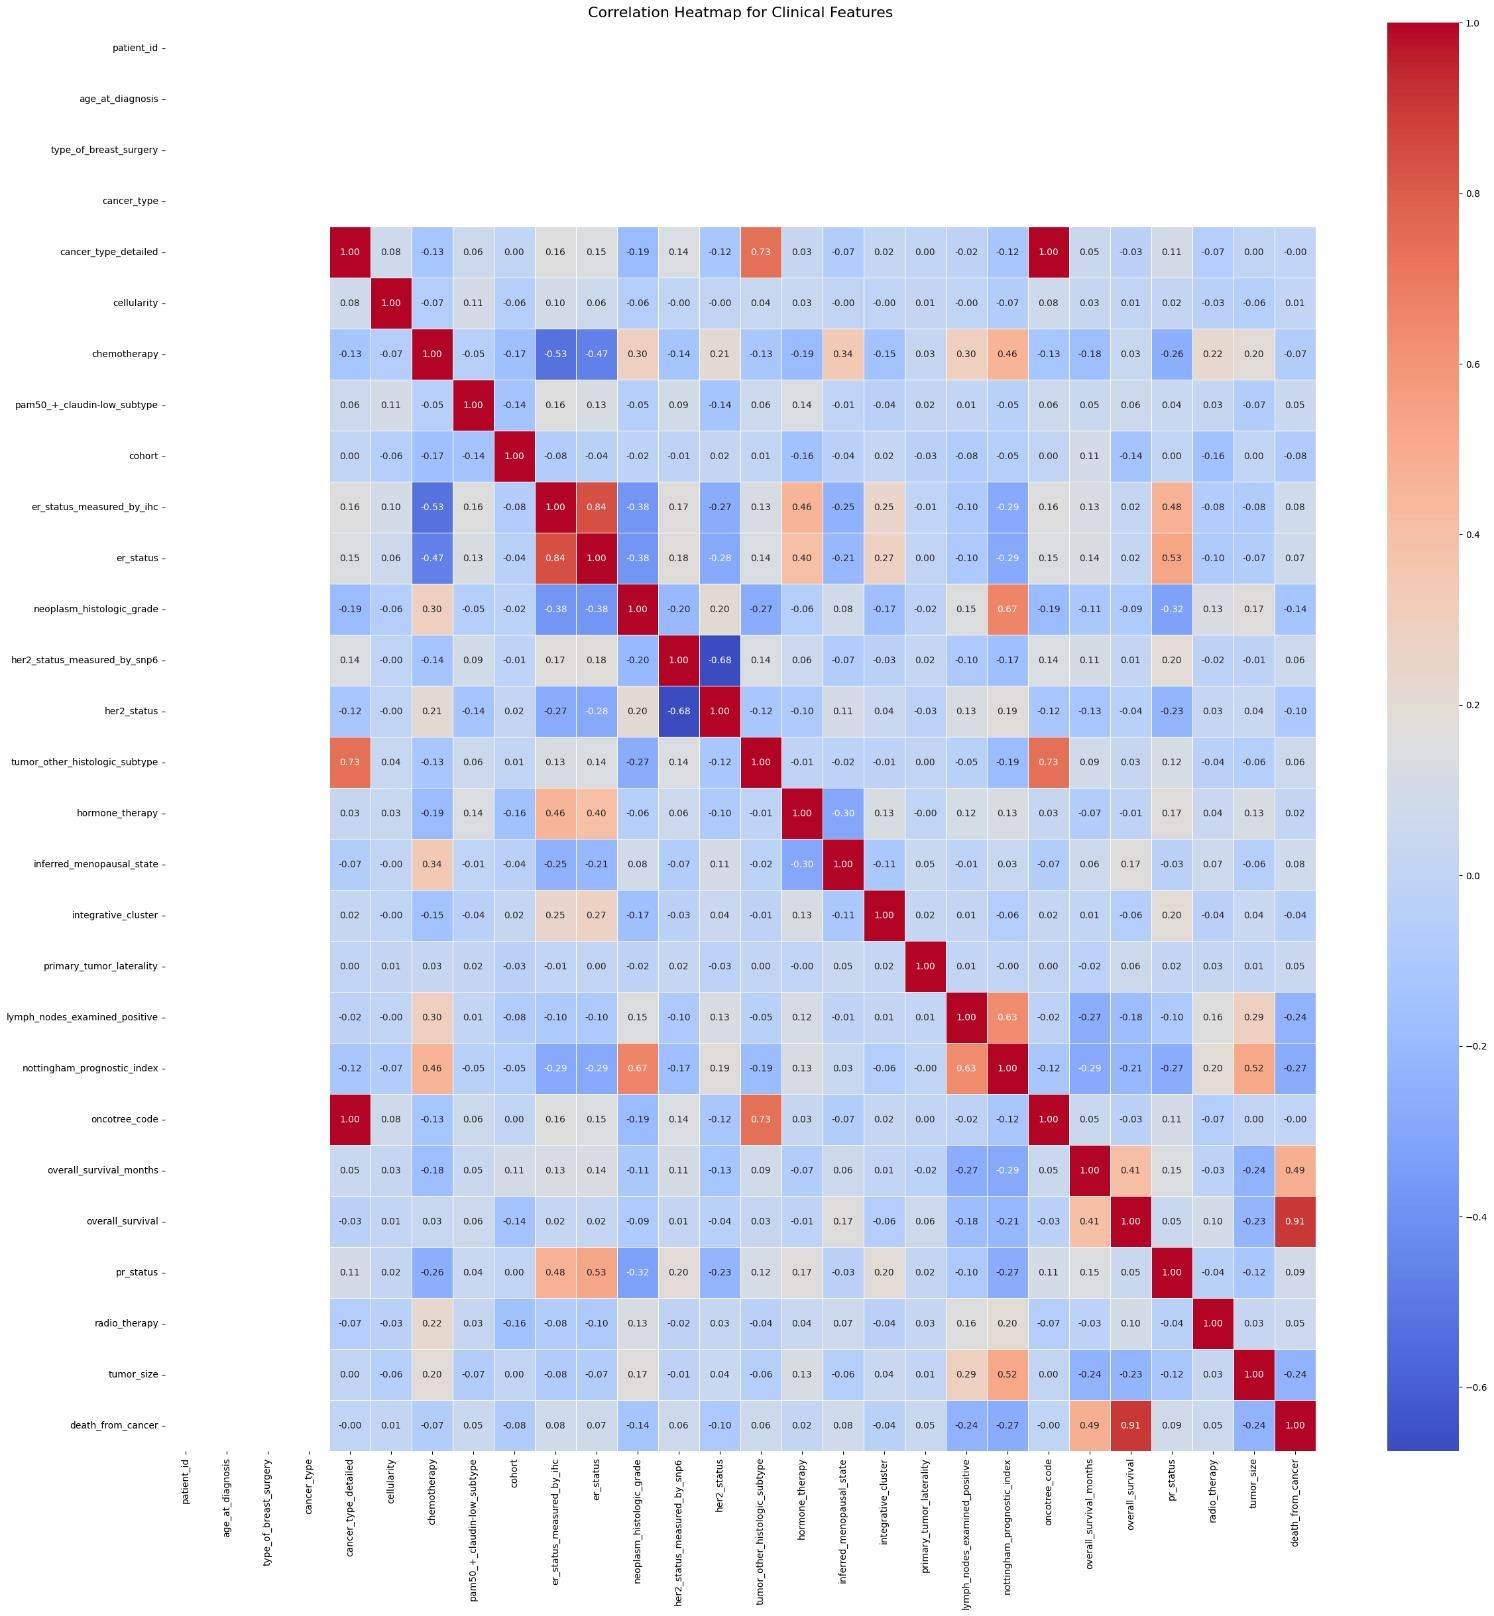 Correlation Heatmap for Clinical Features
patient_id
age_at_diagnosis
type_of_breast_surgery
cancer_type
cancer_type_detailed 1.00 0.08 -0.13 0.06 0.00 0.16 0.15 -0.19 0.14 -0.12 0.73 0.03 -0.07 0.02 0.00 -0.02 -0.12 1.00 0.05 -0.03 0.11 -0.07 0.00 -0.00
cellularity 0.08 1.00 -0.07 0.11 -0.06 0.10 0.06 -0.06 -0.00 -0.00 0.04 0.03 -0.00 -0.00 0.01 -0.00 -0.07 0.08 0.03 0.01 0.02 -0.03 -0.06 0.01
chemotherapy -0.13 -0.07 1.00 -0.05 -0.17 -0.53 -0.47 0.30 -0.14 0.21 -0.13 -0.19 0.34 -0.15 0.03 0.30 0.46 -0.13 -0.18 0.03 -0.26 0.22 0.20 -0.07
pam50_+_claudin-low_subtype 0.06 0.11 -0.05 1.00 -0.14 0.16 0.13 -0.05 0.09 -0.14 0.06 0.14 -0.01 -0.04 0.02 0.01 -0.05 0.06 0.05 0.06 0.04 0.03 -0.07 0.05
cohort 0.00 -0.06 -0.17 -0.14 1.00 -0.08 -0.04 -0.02 -0.01 0.02 0.01 -0.16 -0.04 0.02 -0.03 -0.08 -0.05 0.00 0.11 -0.14 0.00 -0.16 -0.00 -0.08
er_status_measured_by_ihc 0.16 0.10 -0.53 0.16 -0.08 1.00 0.84 -0.38 0.17 -0.27 0.13 0.46 -0.25 0.25 -0.01 -0.10 -0.29 0.16 0.13 0.02 0.48 -0.08 -0.08 0.08
er_status 0.15 0.06 -0.47 0.13 -0.04 0.84 1.00 -0.38 0.18 -0.28 0.14 0.40 -0.21 0.27 0.00 -0.10 -0.29 0.15 0.14 0.02 0.53 -0.10 -0.07 0.07
neoplasm_histologic_grade -0.19 -0.06 0.30 -0.05 -0.02 -0.38 -0.38 1.00 -0.20 0.20 -0.27 -0.06 0.08 -0.17 -0.02 0.15 0.67 -0.19 -0.11 -0.09 -0.32 0.13 0.17 -0.14
her2_status_measured_by_snp6 0.14 -0.00 -0.14 0.09 -0.01 0.17 0.18 -0.20 1.00 -0.68 0.14 0.06 -0.07 -0.03 0.02 -0.10 -0.17 0.14 0.11 0.01 0.20 -0.02 -0.01 0.06
her2_status -0.12 -0.00 0.21 -0.14 0.02 -0.27 -0.28 0.20 -0.68 1.00 -0.12 -0.10 0.11 0.04 -0.03 0.13 0.19 -0.12 -0.13 -0.04 -0.23 0.03 0.04 -0.10
tumor_other_histologic_subtype 0.73 0.04 -0.13 0.06 0.01 0.13 0.14 -0.27 0.14 -0.12 1.00 -0.01 -0.02 -0.01 0.00 -0.05 -0.19 0.73 0.09 0.03 0.12 -0.04 -0.06 0.06
hormone_therapy 0.03 0.03 -0.19 0.14 -0.16 0.46 0.40 -0.06 0.06 -0.10 -0.01 1.00 -0.30 0.13 -0.00 0.12 0.13 0.03 -0.07 -0.01 0.17 0.04 0.13 0.02
inferred_menopausal_state -0.07 -0.00 0.34 -0.01 -0.04 -0.25 -0.21 0.08 -0.07 0.11 -0.02 -0.30 1.00 -0.11 0.05 -0.01 0.03 -0.07 0.06 0.17 -0.03 0.07 -0.06 0.08
integrative_cluster 0.02 -0.00 -0.15 -0.04 0.02 0.25 0.27 -0.17 -0.03 0.04 -0.01 0.13 -0.11 1.00 0.02 0.01 -0.06 0.02 0.01 -0.06 0.20 -0.04 0.04 -0.04
primary_tumor_laterality 0.00 0.01 0.03 0.02 -0.03 -0.01 0.00 -0.02 0.02 -0.03 0.00 -0.00 0.05 0.02 1.00 0.01 -0.00 0.00 -0.02 0.06 0.02 0.03 0.01 0.05
lymph_nodes_examined_positive -0.02 -0.00 0.30 0.01 -0.08 -0.10 -0.10 0.15 -0.10 0.13 -0.05 0.12 -0.01 0.01 0.01 1.00 0.63 -0.02 -0.27 -0.18 -0.10 0.16 0.29 -0.24
nottingham_prognostic_index -0.12 -0.07 0.46 -0.05 -0.05 -0.29 -0.29 0.67 -0.17 0.19 -0.19 0.13 0.03 -0.06 -0.00 0.63 1.00 -0.12 -0.29 -0.21 -0.27 0.20 0.52 -0.27
oncotree_code 1.00 0.08 -0.13 0.06 0.00 0.16 0.15 -0.19 0.14 -0.12 0.73 0.03 -0.07 0.02 0.00 -0.02 -0.12 1.00 0.05 -0.03 0.11 -0.07 0.00 -0.00
overall_survival_months 0.05 0.03 -0.18 0.05 0.11 0.13 0.14 -0.11 0.11 -0.13 0.09 -0.07 0.06 0.01 -0.02 -0.27 -0.29 0.05 1.00 0.41 0.15 -0.03 -0.24 0.49
overall_survival -0.03 0.01 0.03 0.06 -0.14 0.02 0.02 -0.09 0.01 -0.04 0.03 -0.01 0.17 -0.06 0.06 -0.18 -0.21 -0.03 0.41 1.00 0.05 0.10 -0.23 0.91
pr_status 0.11 0.02 -0.26 0.04 0.00 0.48 0.53 -0.32 0.20 -0.23 0.12 0.17 -0.03 0.20 0.02 -0.10 -0.27 0.11 0.15 0.05 1.00 -0.04 -0.12 0.09
radio_therapy -0.07 -0.03 0.22 0.03 -0.16 -0.08 -0.10 0.13 -0.02 0.03 -0.04 0.04 0.07 -0.04 0.03 0.16 0.20 -0.07 -0.03 0.10 -0.04 1.00 0.03 0.05
tumor_size 0.00 -0.06 0.20 -0.07 -0.00 -0.08 -0.07 0.17 -0.01 0.04 -0.06 0.13 -0.06 0.04 0.01 0.29 0.52 0.00 -0.24 -0.23 -0.12 0.03 1.00 -0.24
death_from_cancer -0.00 0.01 -0.07 0.05 -0.08 0.08 0.07 -0.14 0.06 -0.10 0.06 0.02 0.08 -0.04 0.05 -0.24 -0.27 -0.00 0.49 0.91 0.09 0.05 -0.24 1.00
patient_id
age_at_diagnosis
type_of_breast_surgery
cancer_type
cancer_type_detailed
cellularity
chemotherapy
pam50_+_claudin-low_subtype
cohort
er_status_measured_by_ihc
er_status
neoplasm_histologic_grade
her2_status_measured_by_snp6
her2_status
tumor_other_histologic_subtype
hormone_therapy
inferred_menopausal_state
integrative_cluster
primary_tumor_laterality
lymph_nodes_examined_positive
nottingham_prognostic_index
oncotree_code
overall_survival_months
overall_survival
pr_status
radio_therapy
tumor_size
death_from_cancer
1.0
0.8
0.6
0.4
0.2
0.0
−0.2
−0.4
−0.6